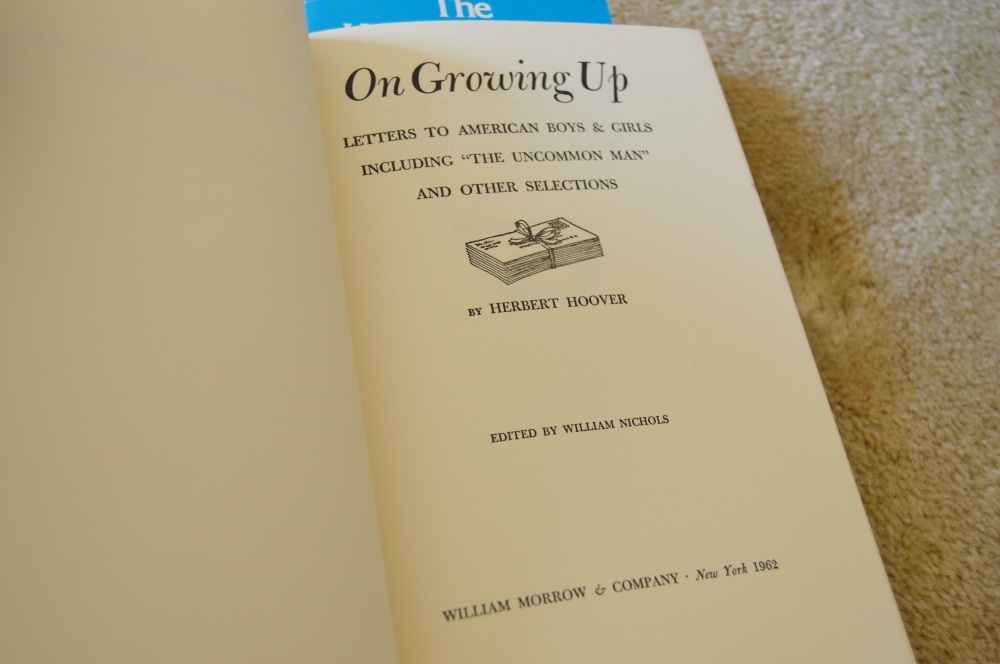 The
On Growing Up
LETTERS TO AMERICAN BOYS & GIRLS
INCLUDING "THE UNCOMMON MAN"
AND OTHER SELECTIONS
BY HERBERT HOOVER
EDITED BY WILLIAM NICHOLS
WILLIAM MORROW & COMPANY · New York 1962